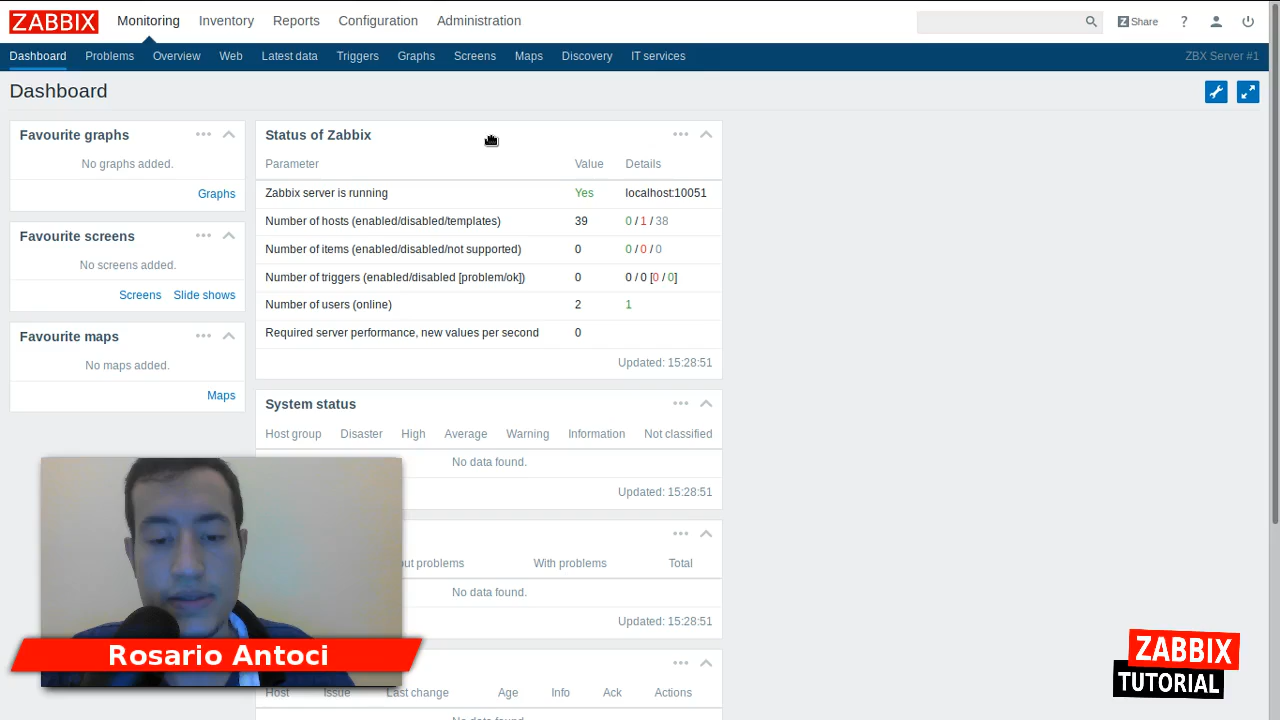 ZABBIX Monitoring Inventory Reports Configuration Administration Share ?
Dashboard Problems Overview Web Latest data Triggers Graphs Screens Maps Discovery IT services ZBX Server #1
Dashboard
Favourite graphs
No graphs added.
Graphs
Favourite screens
No screens added.
Screens Slide shows
Favourite maps
No maps added.
Maps
Status of Zabbix
Parameter Value Details
Zabbix server is running Yes localhost:10051
Number of hosts (enabled/disabled/templates) 39 0 / 1 / 38
Number of items (enabled/disabled/not supported) 0 0 / 0 / 0
Number of triggers (enabled/disabled [problem/ok]) 0 0 / 0 [0 / 0]
Number of users (online) 2 1
Required server performance, new values per second 0
Updated: 15:28:51
System status
Host group Disaster High Average Warning Information Not classified
No data found.
Updated: 15:28:51
out problems With problems Total
No data found.
Updated: 15:28:51
Host Issue Last change Age Info Ack Actions
No data found.
Rosario Antoci
ZABBIX
TUTORIAL